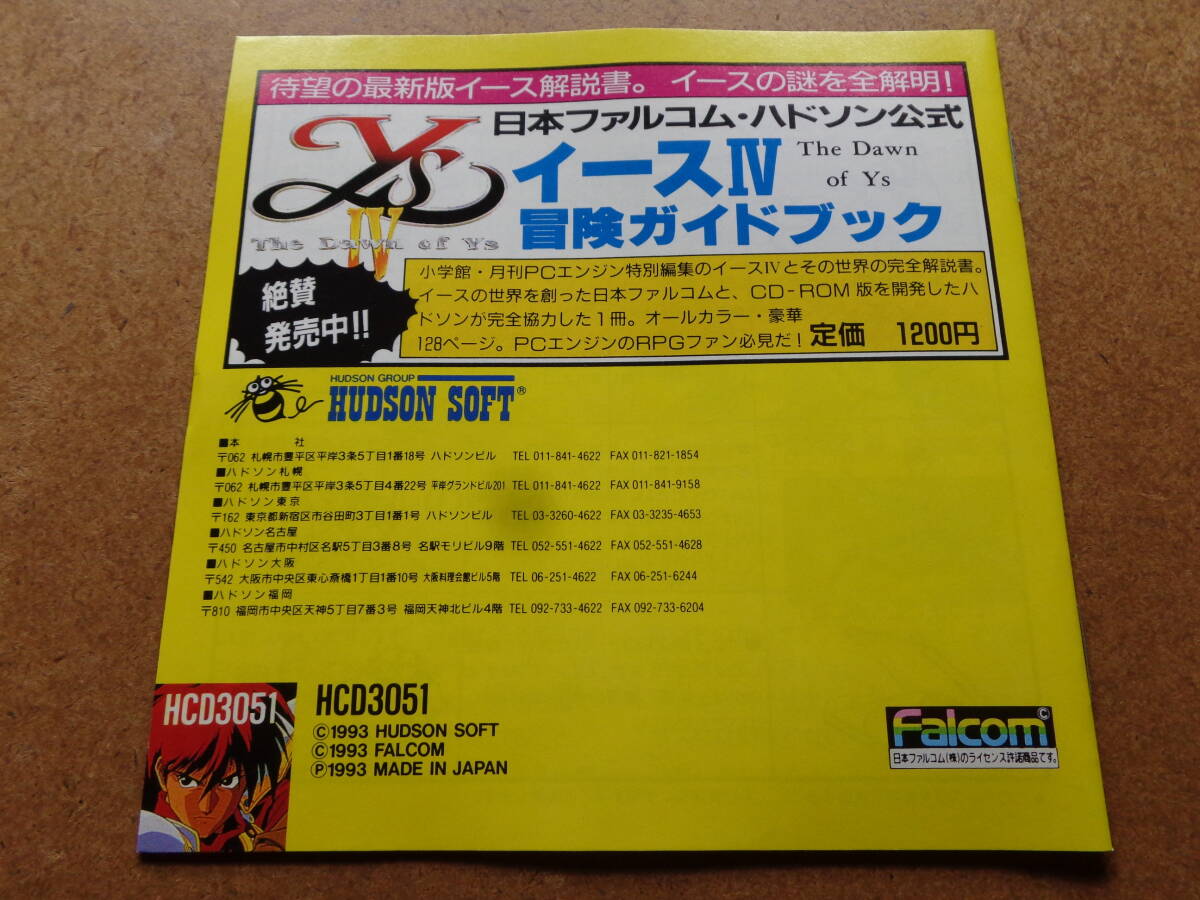 待望の最新版イース解説書。 イースの謎を全解明!
Ys IV
The Dawn of Ys
日本ファルコム・ハドソン公式
イースIV The Dawn of Ys
冒険ガイドブック
絶賛
発売中!!
小学館・月刊PCエンジン特別編集のイースIVとその世界の完全解説書。
イースの世界を創った日本ファルコムと、CD-ROM版を開発したハ
ドソンが完全協力した1冊。オールカラー・豪華
128ページ。PCエンジンのRPGファン必見だ! 定価 1200円
HUDSON GROUP
HUDSON SOFT®
■本 社
〒062 札幌市豊平区平岸3条5丁目1番18号 ハドソンビル TEL 011-841-4622 FAX 011-821-1854
■ハドソン札幌
〒062 札幌市豊平区平岸3条5丁目4番22号 平岸グランドビル201 TEL 011-841-4622 FAX 011-841-9158
■ハドソン東京
〒162 東京都新宿区市谷田町3丁目1番1号 ハドソンビル TEL 03-3260-4622 FAX 03-3235-4653
■ハドソン名古屋
〒450 名古屋市中村区名駅5丁目3番8号 名駅モリビル9階 TEL 052-551-4622 FAX 052-551-4628
■ハドソン大阪
〒542 大阪市中央区東心斎橋1丁目1番10号 大阪料理会館ビル5階 TEL 06-251-4622 FAX 06-251-6244
■ハドソン福岡
〒810 福岡市中央区天神5丁目7番3号 福岡天神北ビル4階 TEL 092-733-4622 FAX 092-733-6204
HCD3051
HCD3051
©1993 HUDSON SOFT
©1993 FALCOM
℗1993 MADE IN JAPAN
Falcom©
日本ファルコム(株)のライセンス許諾商品です。